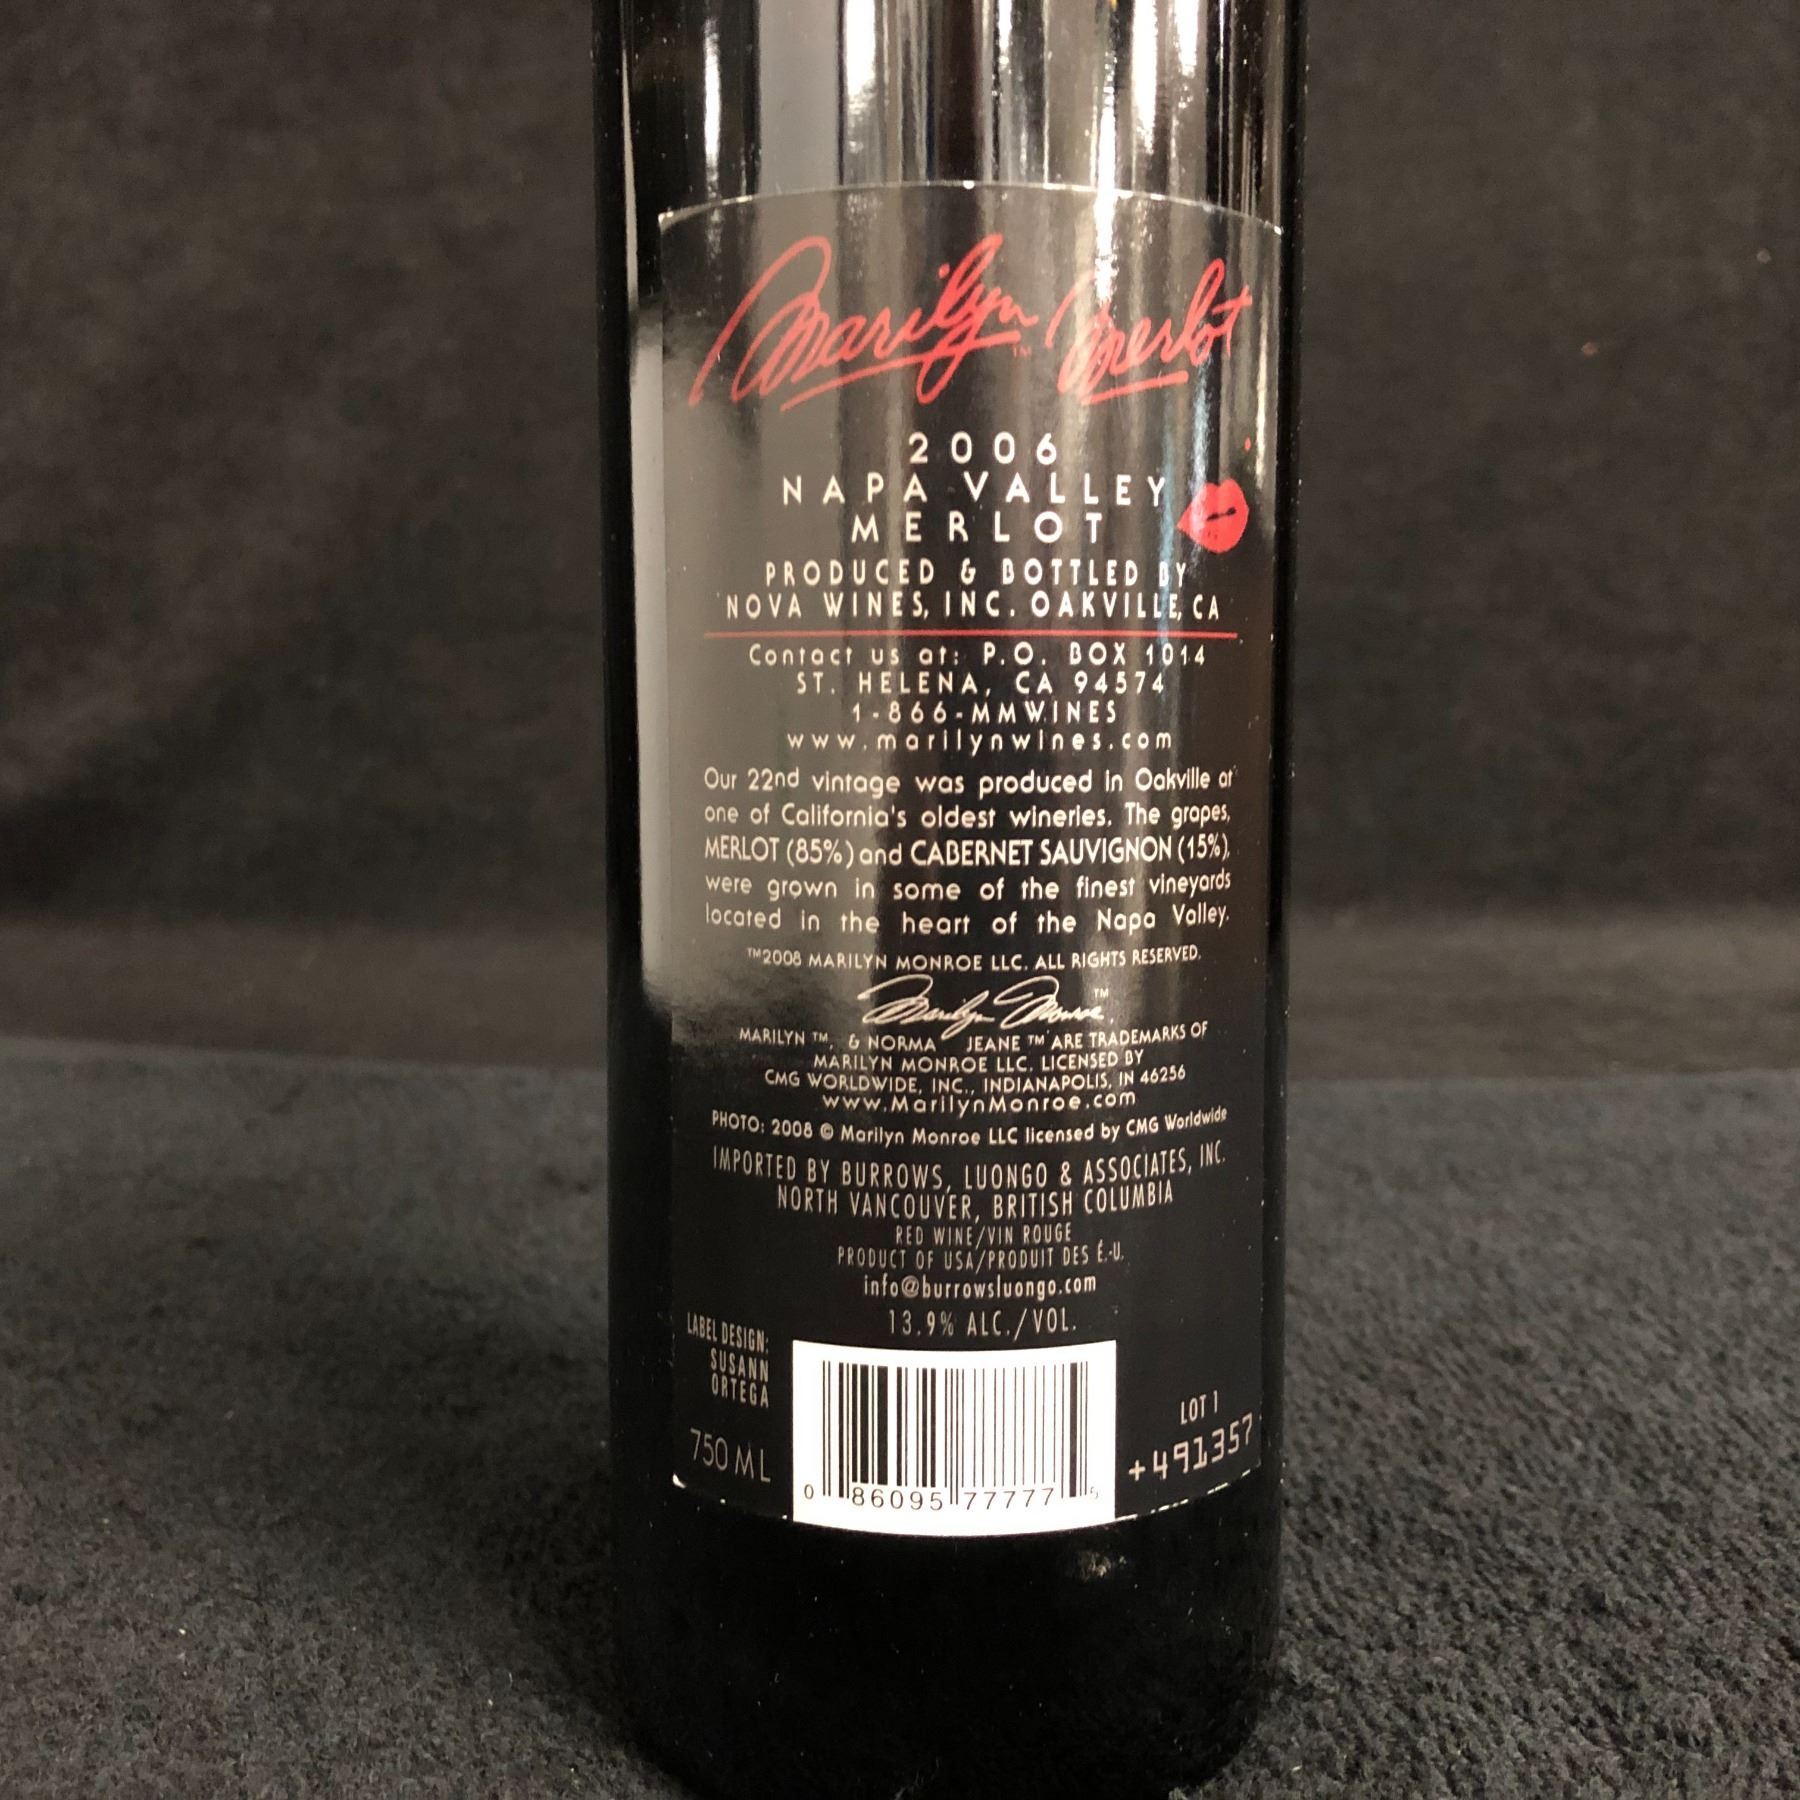 Marilyn™ Merlot
2006
NAPA VALLEY
MERLOT
PRODUCED & BOTTLED BY
NOVA WINES, INC. OAKVILLE, CA
Contact us at: P.O. BOX 1014
ST. HELENA, CA 94574
1-866-MMWINES
www.marilynwines.com
Our 22nd vintage was produced in Oakville at
one of California's oldest wineries. The grapes,
MERLOT (85%) and CABERNET SAUVIGNON (15%),
were grown in some of the finest vineyards
located in the heart of the Napa Valley.
™2008 MARILYN MONROE LLC. ALL RIGHTS RESERVED.
Marilyn Monroe™
MARILYN ™, & NORMA JEANE ™ ARE TRADEMARKS OF
MARILYN MONROE LLC. LICENSED BY
CMG WORLDWIDE, INC., INDIANAPOLIS, IN 46256
www.MarilynMonroe.com
PHOTO: 2008 © Marilyn Monroe LLC licensed by CMG Worldwide
IMPORTED BY BURROWS, LUONGO & ASSOCIATES, INC.
NORTH VANCOUVER, BRITISH COLUMBIA
RED WINE/VIN ROUGE
PRODUCT OF USA/PRODUIT DES É.-U.
info@burrowsluongo.com
13.9% ALC./VOL.
LABEL DESIGN:
SUSANN
ORTEGA
750 ML
0 86095 77777 5
LOT 1
+491357